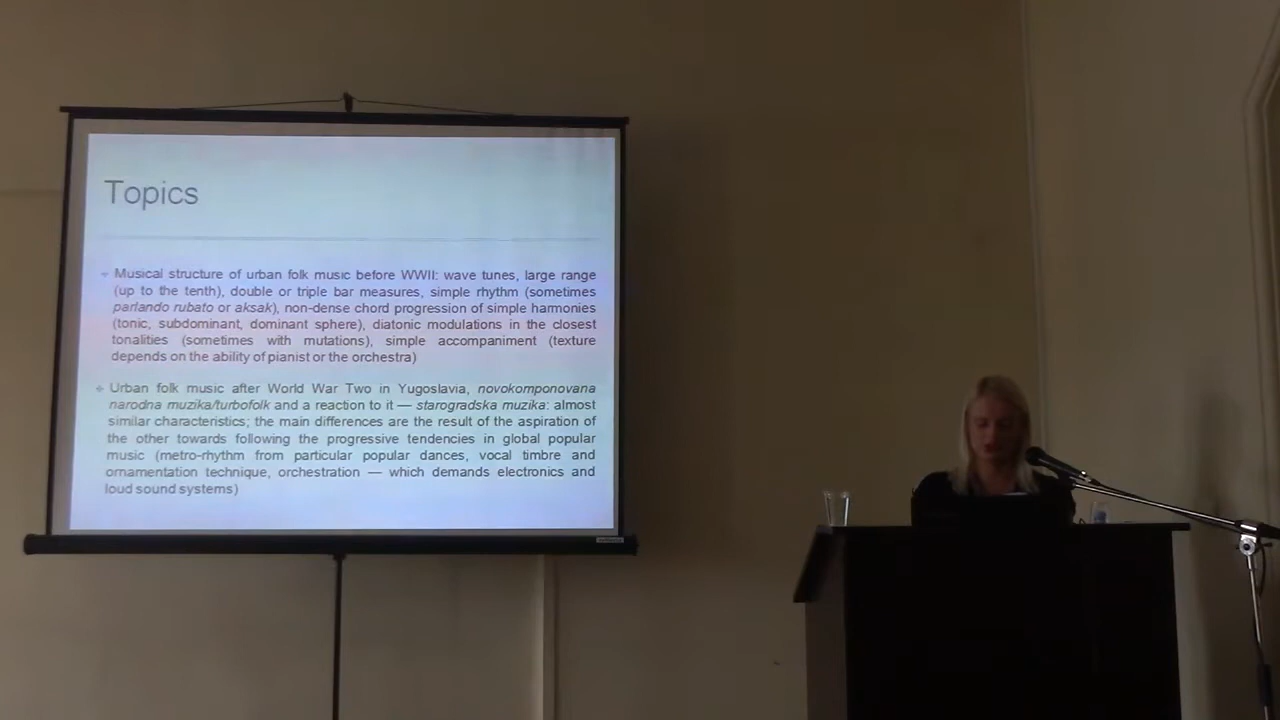 Topics
Musical structure of urban folk music before WWII: wave tunes, large range
(up to the tenth), double or triple bar measures, simple rhythm (sometimes
parlando rubato or aksak), non-dense chord progression of simple harmonies
(tonic, subdominant, dominant sphere), diatonic modulations in the closest
tonalities (sometimes with mutations), simple accompaniment (texture
depends on the ability of pianist or the orchestra)
Urban folk music after World War Two in Yugoslavia, novokomponovana
narodna muzika/turbofolk and a reaction to it — starogradska muzika: almost
similar characteristics; the main differences are the result of the aspiration of
the other towards following the progressive tendencies in global popular
music (metro-rhythm from particular popular dances, vocal timbre and
ornamentation technique, orchestration — which demands electronics and
loud sound systems)